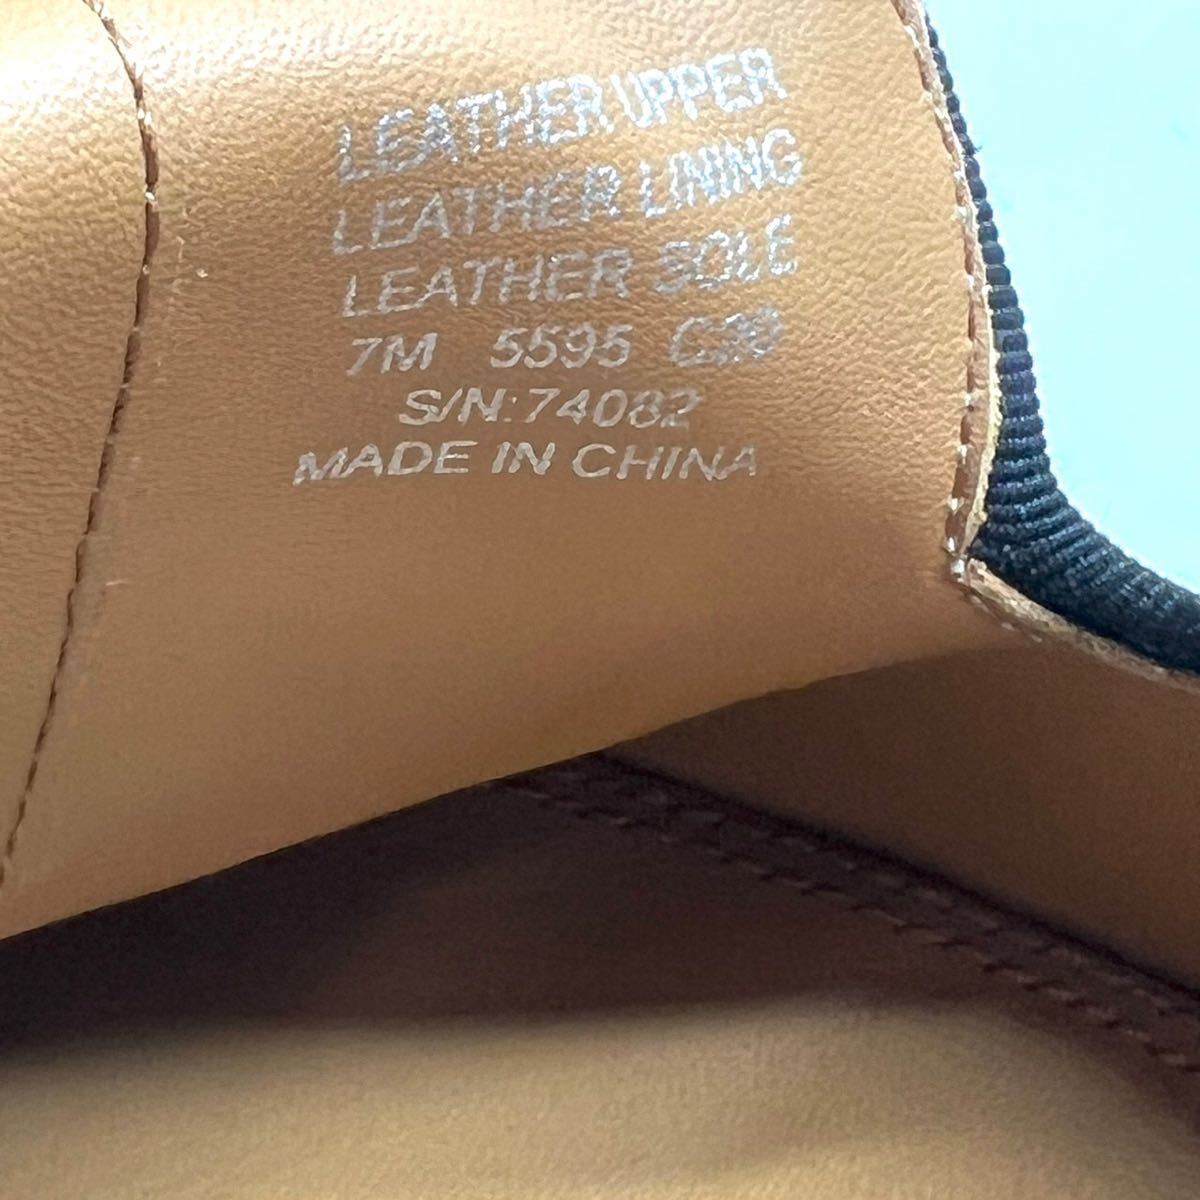 LEATHER UPPER
LEATHER LINING
LEATHER SOLE
7M 5595
S/N:74082
MADE IN CHINA